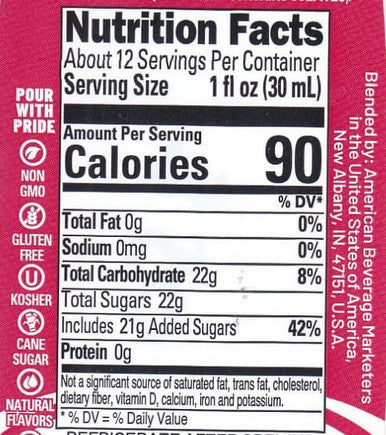 Nutrition Facts
About 12 Servings Per Container
Serving Size 1 fl oz (30 mL)
Amount Per Serving
Calories 90
% DV*
Total Fat 0g 0%
Sodium 0mg 0%
Total Carbohydrate 22g 8%
Total Sugars 22g
Includes 21g Added Sugars 42%
Protein 0g
Not a significant source of saturated fat, trans fat, cholesterol,
dietary fiber, vitamin D, calcium, iron and potassium.
* % DV = % Daily Value
POUR
WITH
PRIDE
NON
GMO
GLUTEN
FREE
U
KOSHER
CANE
SUGAR
NATURAL
FLAVORS
Blended by: American Beverage Marketers
in the United States of America,
New Albany, IN, 47151, U.S.A.